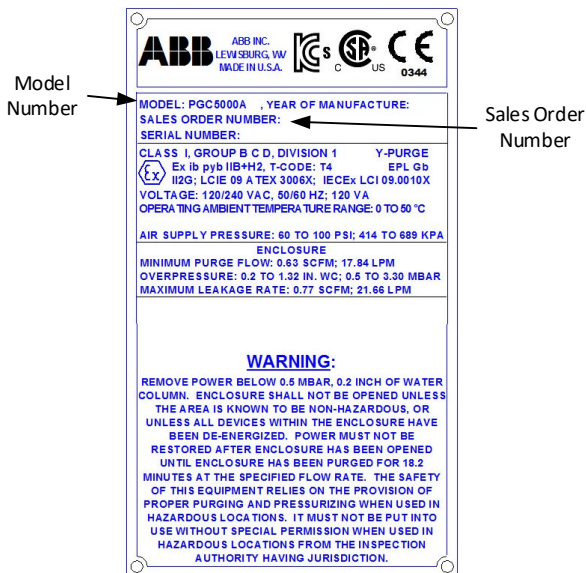 ABB
ABB INC.
LEWISBURG, WV
MADE IN U.S.A.
KCs
CSA
®
C
US
CE
0344
Model
Number
MODEL: PGC5000A , YEAR OF MANUFACTURE:
SALES ORDER NUMBER:
SERIAL NUMBER:
Sales Order
Number
CLASS I, GROUP B C D, DIVISION 1 Y-PURGE
Ex
Ex ib pyb IIB+H2, T-CODE: T4 EPL Gb
II2G; LCIE 09 ATEX 3006X; IECEx LCI 09.0010X
VOLTAGE: 120/240 VAC, 50/60 HZ; 120 VA
OPERATING AMBIENT TEMPERATURE RANGE: 0 TO 50 °C
AIR SUPPLY PRESSURE: 60 TO 100 PSI; 414 TO 689 KPA
ENCLOSURE
MINIMUM PURGE FLOW: 0.63 SCFM; 17.84 LPM
OVERPRESSURE: 0.2 TO 1.32 IN. WC; 0.5 TO 3.30 MBAR
MAXIMUM LEAKAGE RATE: 0.77 SCFM; 21.66 LPM
WARNING:
REMOVE POWER BELOW 0.5 MBAR, 0.2 INCH OF WATER
COLUMN. ENCLOSURE SHALL NOT BE OPENED UNLESS
THE AREA IS KNOWN TO BE NON-HAZARDOUS, OR
UNLESS ALL DEVICES WITHIN THE ENCLOSURE HAVE
BEEN DE-ENERGIZED. POWER MUST NOT BE
RESTORED AFTER ENCLOSURE HAS BEEN OPENED
UNTIL ENCLOSURE HAS BEEN PURGED FOR 18.2
MINUTES AT THE SPECIFIED FLOW RATE. THE SAFETY
OF THIS EQUIPMENT RELIES ON THE PROVISION OF
PROPER PURGING AND PRESSURIZING WHEN USED IN
HAZARDOUS LOCATIONS. IT MUST NOT BE PUT INTO
USE WITHOUT SPECIAL PERMISSION WHEN USED IN
HAZARDOUS LOCATIONS FROM THE INSPECTION
AUTHORITY HAVING JURISDICTION.